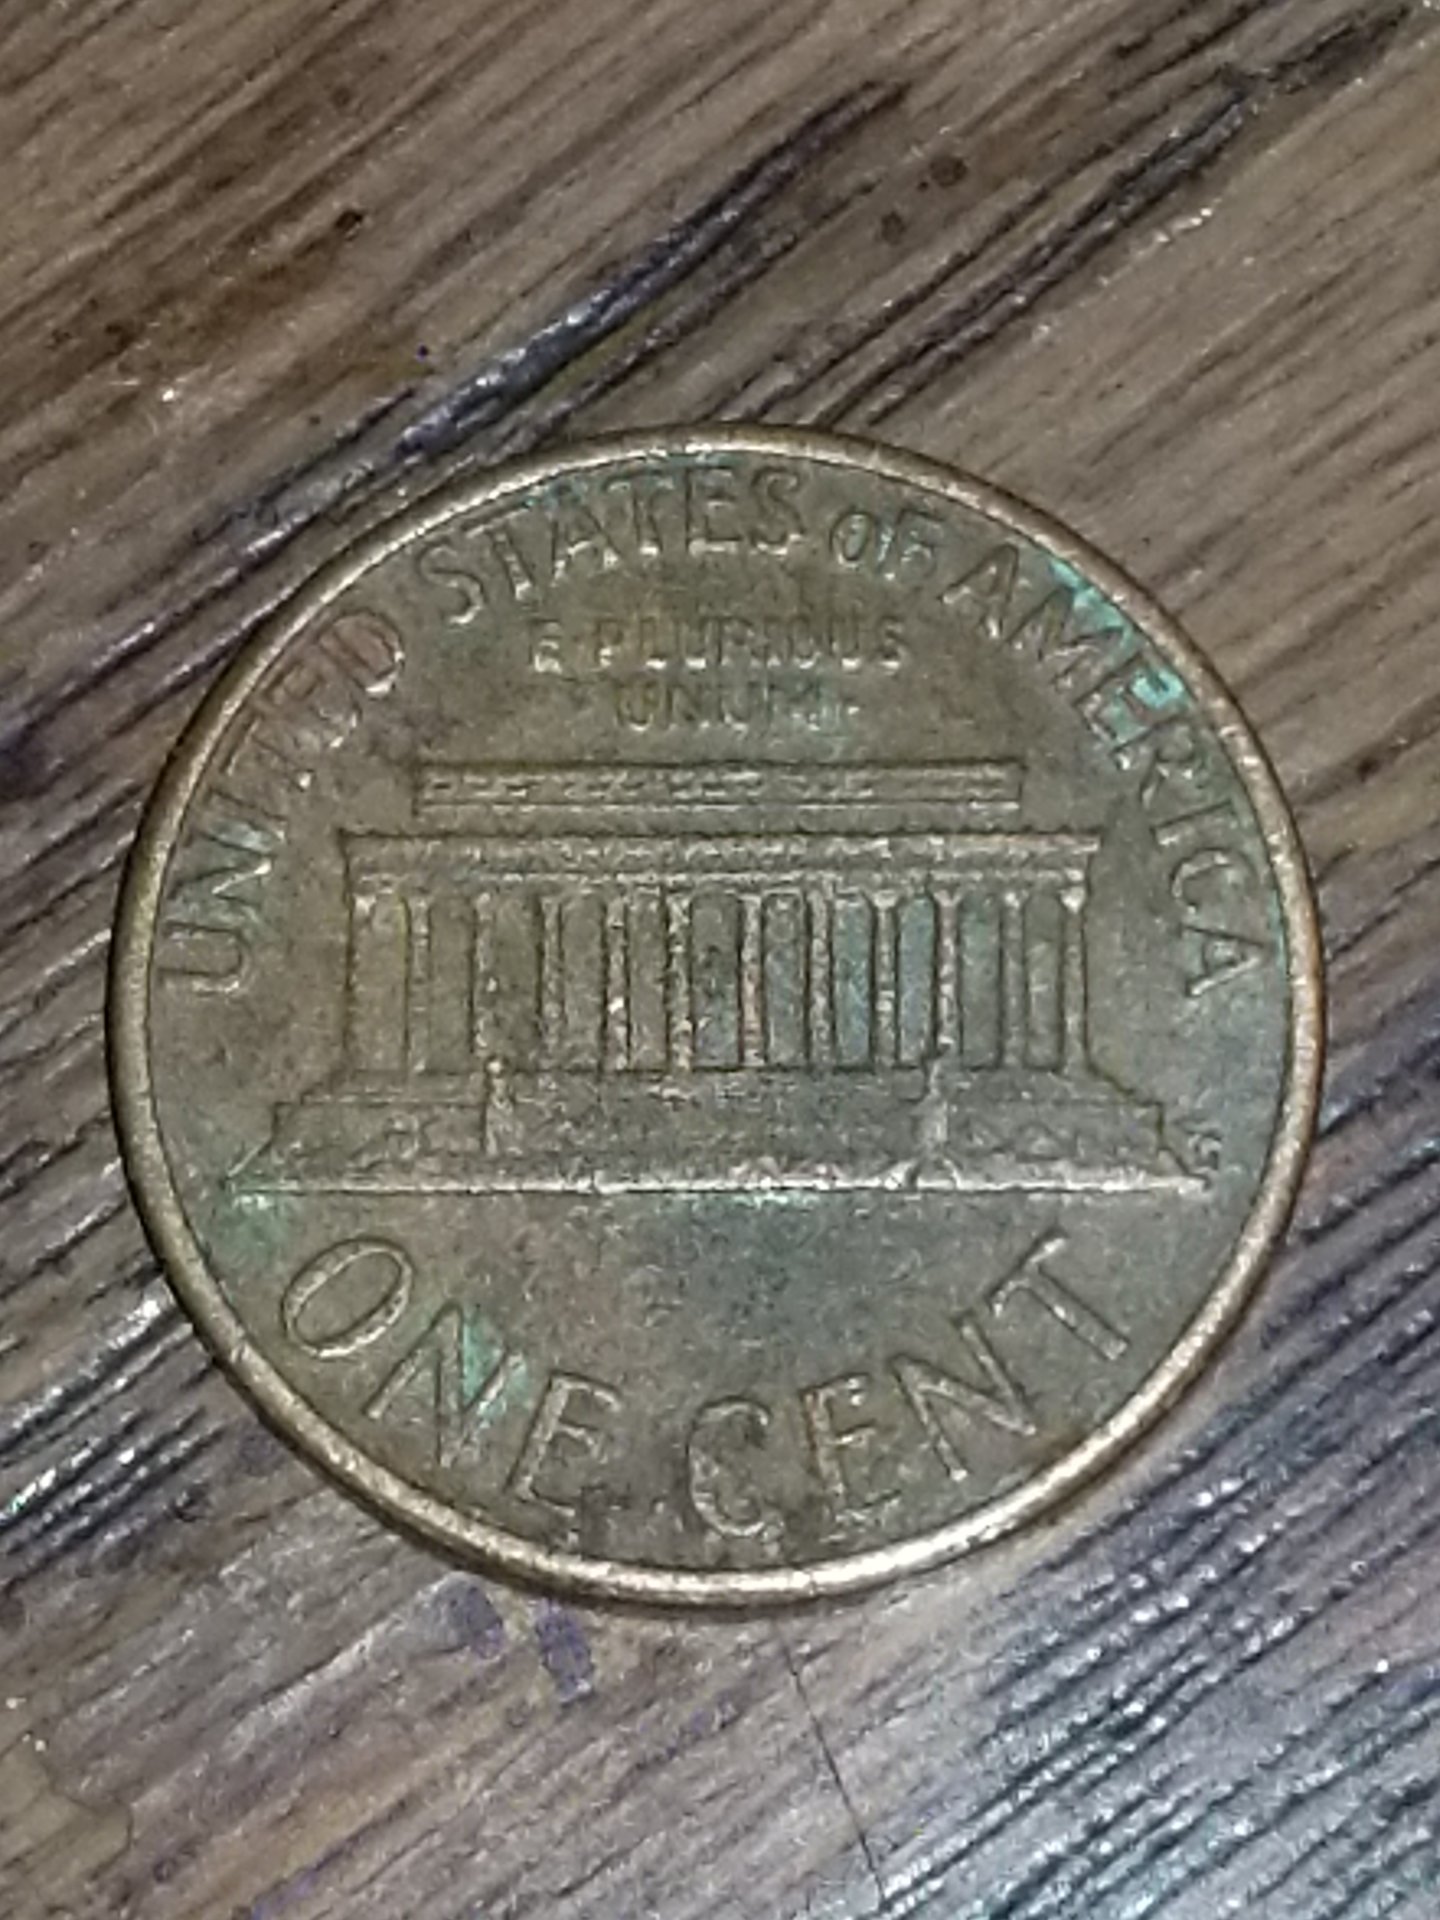 UNITED STATES OF AMERICA
E PLURIBUS
UNUM
ONE CENT